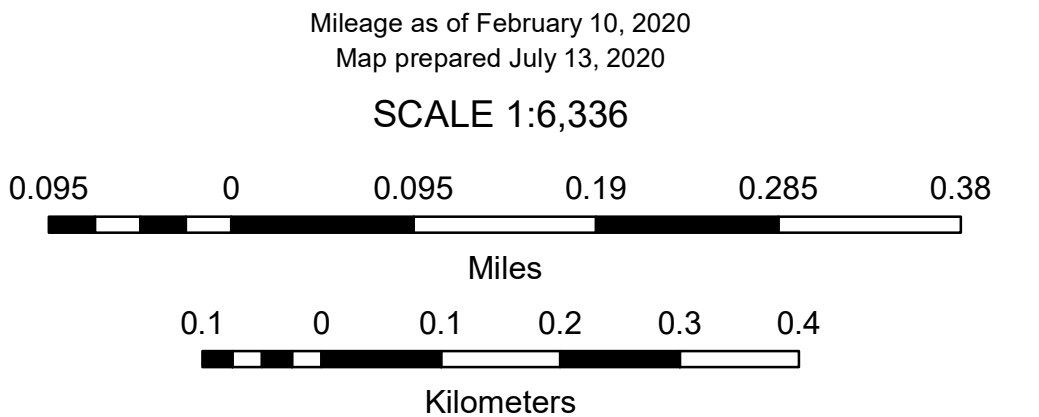 Mileage as of February 10, 2020
Map prepared July 13, 2020
SCALE 1:6,336
0.095 0 0.095 0.19 0.285 0.38
Miles
0.1 0 0.1 0.2 0.3 0.4
Kilometers